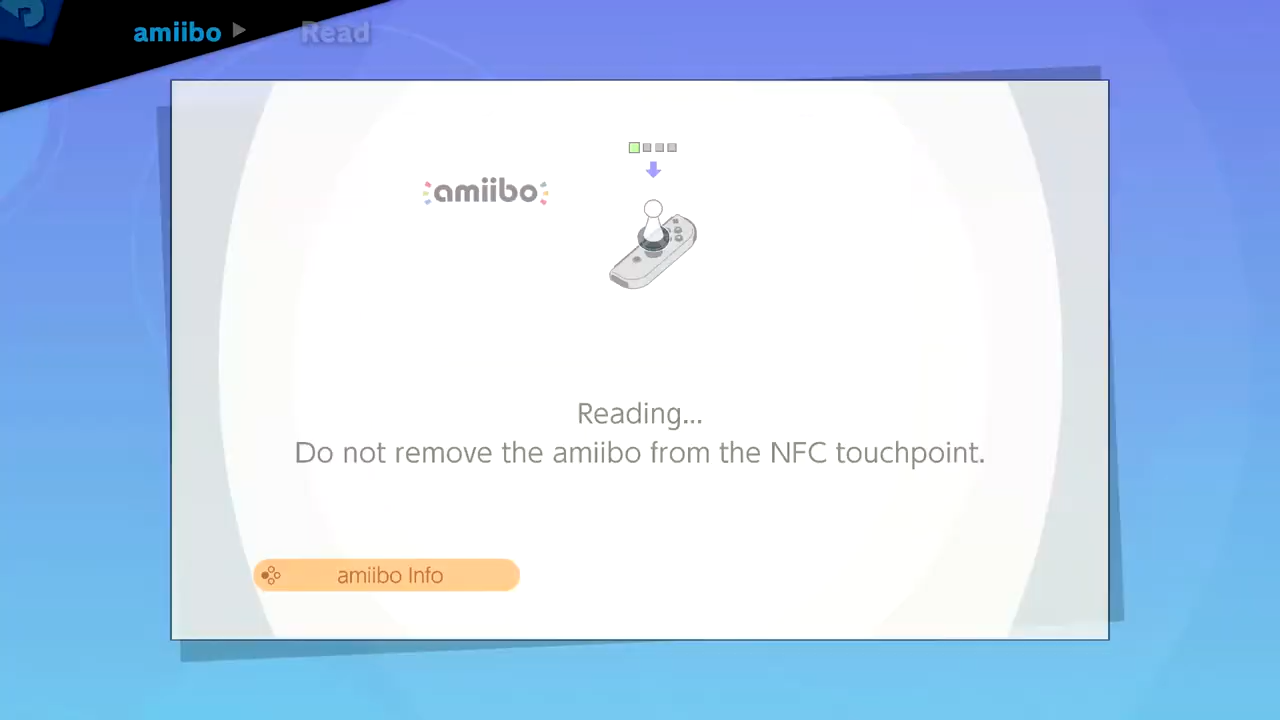 amiibo Read
amiibo
Reading...
Do not remove the amiibo from the NFC touchpoint.
amiibo Info